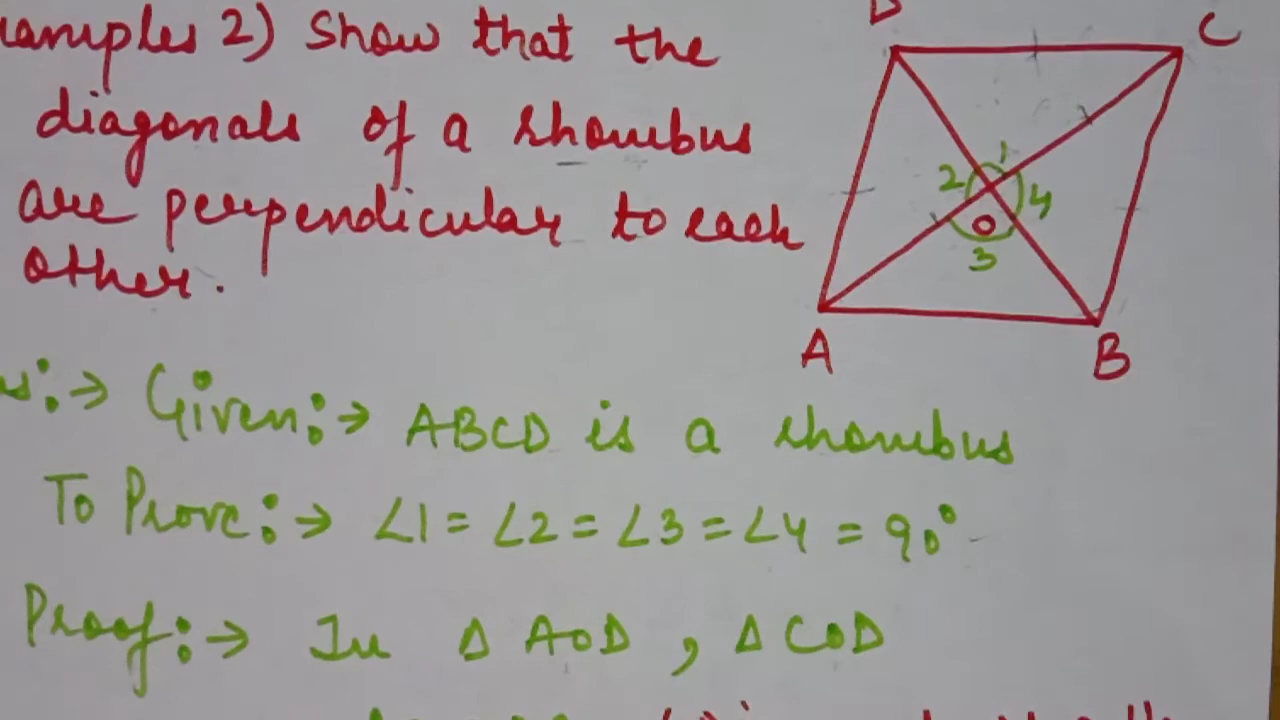 Examples 2) Show that the
diagonals of a rhombus
are perpendicular to each
other.
D
C
2
1
4
O
3
A
B
Given:→ ABCD is a rhombus
To Prove:→ ∠1 = ∠2 = ∠3 = ∠4 = 90°
Proof:→ In Δ AOD, Δ COD